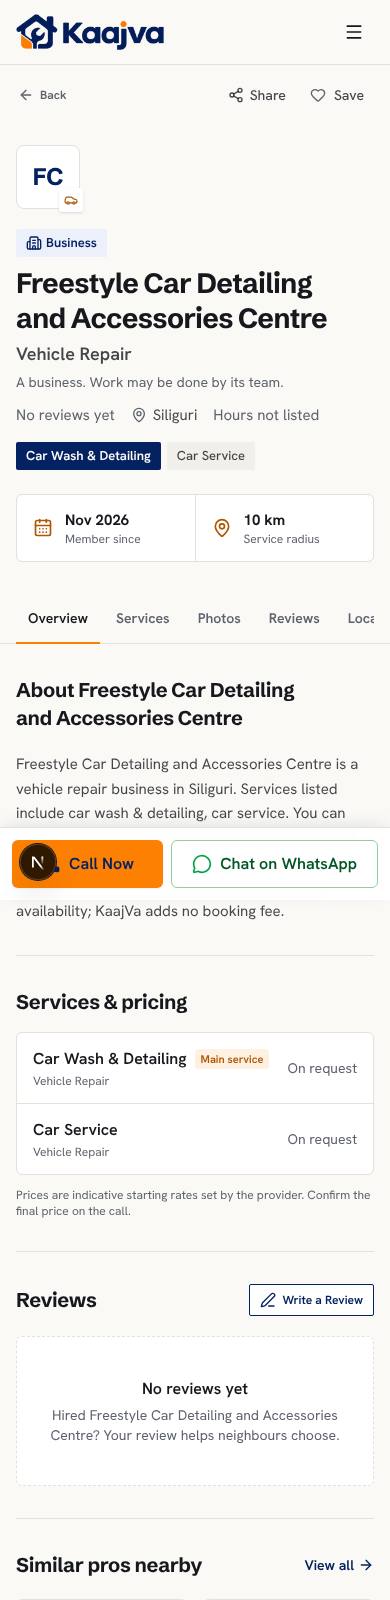 Kaajva
Back
Share
Save
FC
Business
Freestyle Car Detailing
and Accessories Centre
Vehicle Repair
A business. Work may be done by its team.
No reviews yet
Siliguri
Hours not listed
Car Wash & Detailing
Car Service
Nov 2026
Member since
10 km
Service radius
Overview
Services
Photos
Reviews
Loca
About Freestyle Car Detailing
and Accessories Centre
Freestyle Car Detailing and Accessories Centre is a
vehicle repair business in Siliguri. Services listed
include car wash & detailing, car service. You can
N
Call Now
Chat on WhatsApp
availability; KaajVa adds no booking fee.
Services & pricing
Car Wash & Detailing
Main service
Vehicle Repair
On request
Car Service
Vehicle Repair
On request
Prices are indicative starting rates set by the provider. Confirm the
final price on the call.
Reviews
Write a Review
No reviews yet
Hired Freestyle Car Detailing and Accessories
Centre? Your review helps neighbours choose.
Similar pros nearby
View all